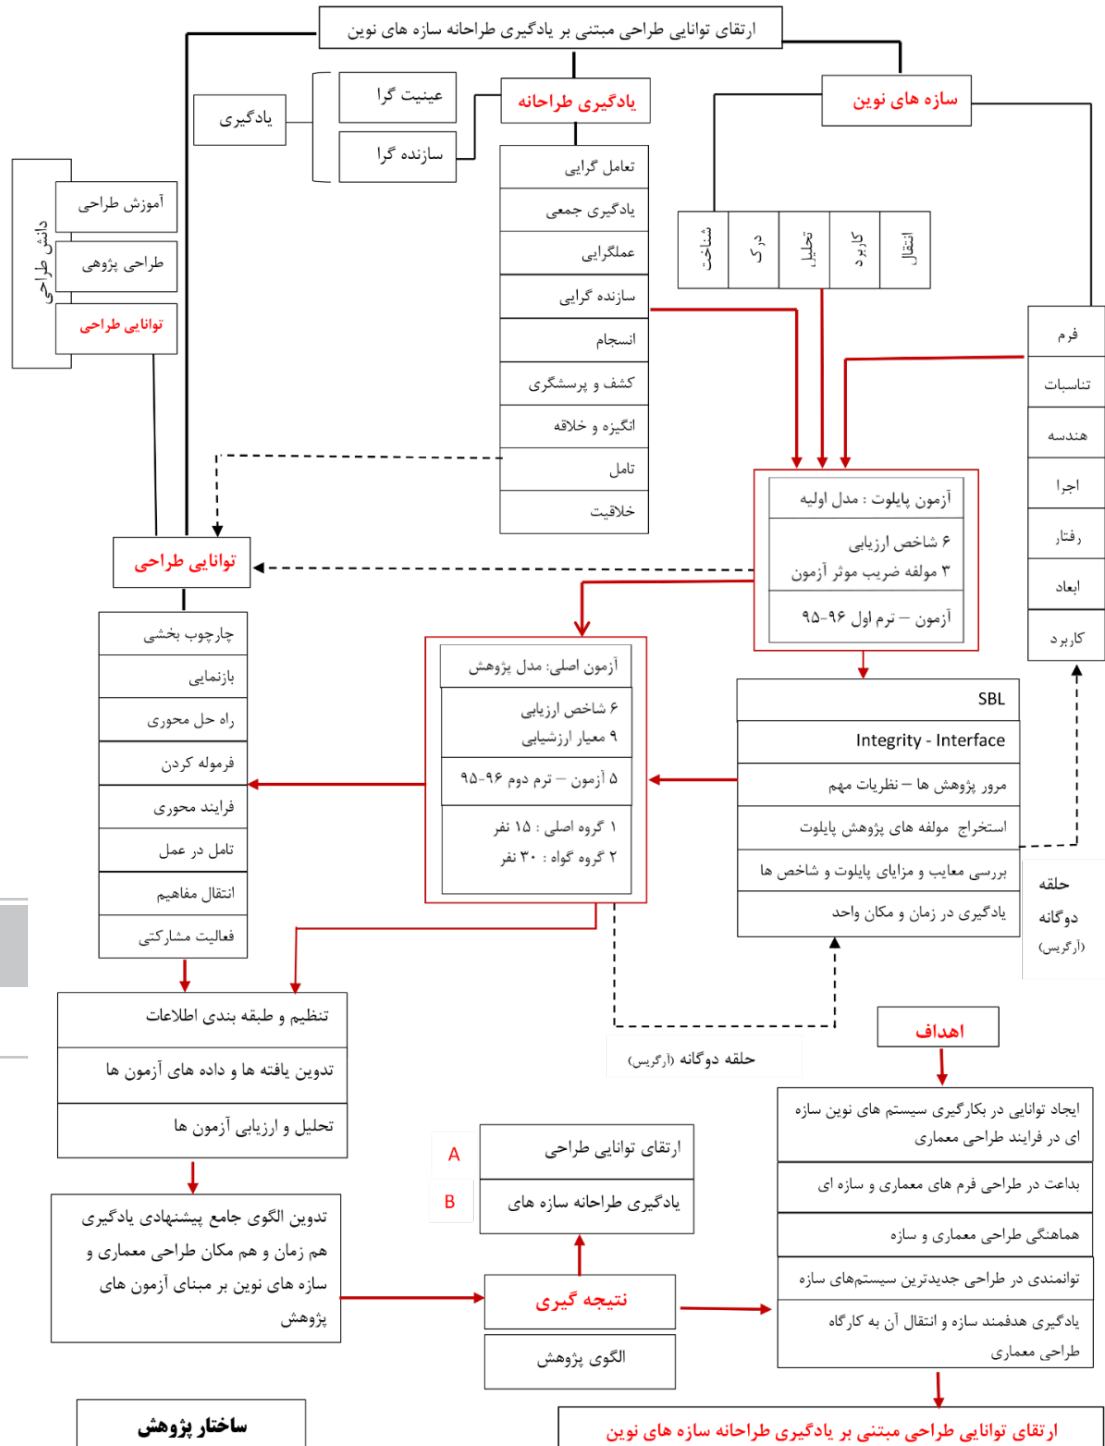 ارتقای توانایی طراحی مبتنی بر یادگیری طراحانه سازه های نوین
سازه های نوین
یادگیری طراحانه
عینیت گرا
سازنده گرا
یادگیری
انتقال
کاربرد
تحلیل
درک
شناخت
تعامل گرایی
یادگیری جمعی
عملگرایی
سازنده گرایی
انسجام
کشف و پرسشگری
انگیزه و خلاقه
تامل
خلاقیت
دانش طراحی
آموزش طراحی
طراحی پژوهی
توانایی طراحی
فرم
تناسبات
هندسه
اجرا
رفتار
ابعاد
کاربرد
آزمون پایلوت : مدل اولیه
۶ شاخص ارزیابی
۳ مولفه ضریب موثر آزمون
آزمون – ترم اول ۹۶-۹۵
توانایی طراحی
چارچوب بخشی
بازنمایی
راه حل محوری
فرموله کردن
فرایند محوری
تامل در عمل
انتقال مفاهیم
فعالیت مشارکتی
آزمون اصلی: مدل پژوهش
۶ شاخص ارزیابی
۹ معیار ارزشیابی
۵ آزمون – ترم دوم ۹۶-۹۵
۱ گروه اصلی : ۱۵ نفر
۲ گروه گواه : ۳۰ نفر
SBL
Integrity - Interface
مرور پژوهش ها – نظریات مهم
استخراج مولفه های پژوهش پایلوت
بررسی معایب و مزایای پایلوت و شاخص ها
یادگیری در زمان و مکان واحد
حلقه
دوگانه
(آرگریس)
حلقه دوگانه (آرگریس)
تنظیم و طبقه بندی اطلاعات
تدوین یافته ها و داده های آزمون ها
تحلیل و ارزیابی آزمون ها
تدوین الگوی جامع پیشنهادی یادگیری
هم زمان و هم مکان طراحی معماری و
سازه های نوین بر مبنای آزمون های
پژوهش
A
ارتقای توانایی طراحی
B
یادگیری طراحانه سازه های
نتیجه گیری
الگوی پژوهش
اهداف
ایجاد توانایی در بکارگیری سیستم های نوین سازه
ای در فرایند طراحی معماری
بداعت در طراحی فرم های معماری و سازه ای
هماهنگی طراحی معماری و سازه
توانمندی در طراحی جدیدترین سیستم‌های سازه
یادگیری هدفمند سازه و انتقال آن به کارگاه
طراحی معماری
ارتقای توانایی طراحی مبتنی بر یادگیری طراحانه سازه های نوین
ساختار پژوهش